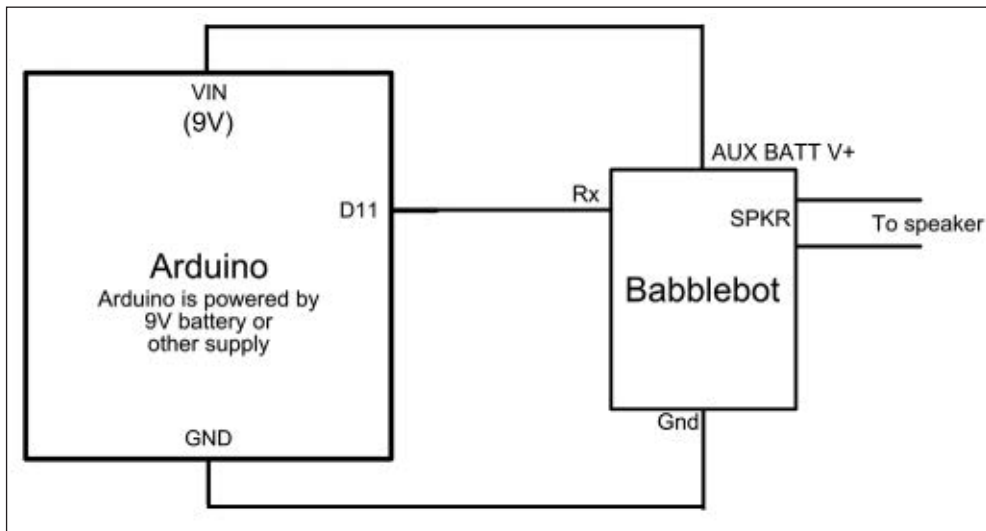 VIN
(9V)
AUX BATT V+
Rx
D11
SPKR
To speaker
Arduino
Arduino is powered by
9V battery or
other supply
Babblebot
Gnd
GND